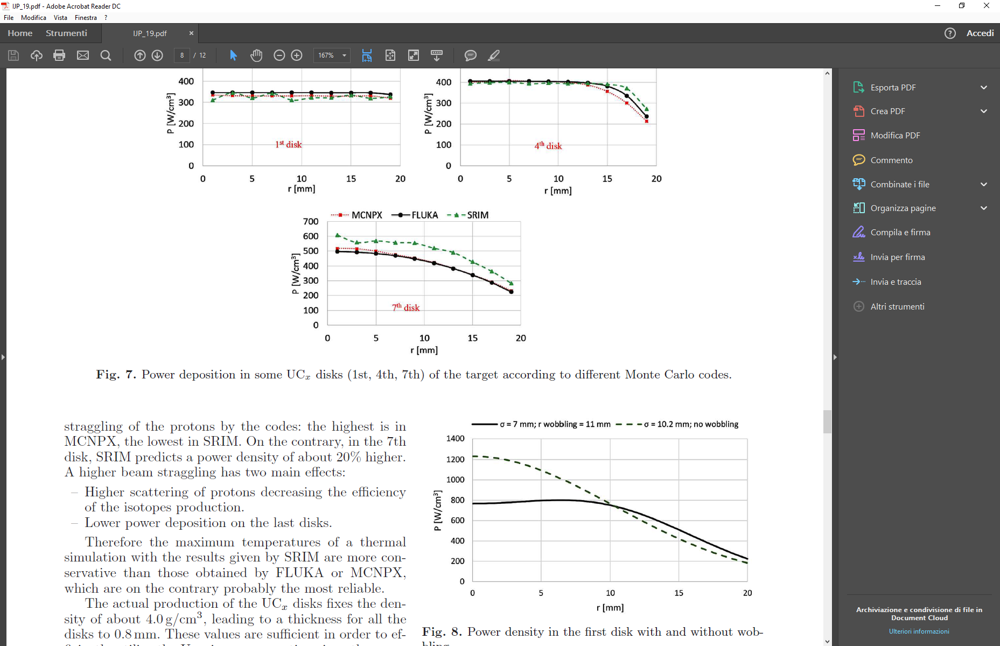 IJP_19.pdf - Adobe Acrobat Reader DC
File Modifica Vista Finestra ?
Home Strumenti IJP_19.pdf × ? Accedi
8 / 12 167%
400
300
200
100
0
P [W/cm³]
1st disk
0 5 10 15 20
r [mm]
400
300
200
100
0
P [W/cm³]
4th disk
0 5 10 15 20
r [mm]
MCNPX FLUKA SRIM
700
600
500
400
300
200
100
0
P [W/cm³]
7th disk
0 5 10 15 20
r [mm]
Fig. 7. Power deposition in some UCx disks (1st, 4th, 7th) of the target according to different Monte Carlo codes.
straggling of the protons by the codes: the highest is in
MCNPX, the lowest in SRIM. On the contrary, in the 7th
disk, SRIM predicts a power density of about 20% higher.
A higher beam straggling has two main effects:
– Higher scattering of protons decreasing the efficiency
of the isotopes production.
– Lower power deposition on the last disks.
Therefore the maximum temperatures of a thermal
simulation with the results given by SRIM are more con-
servative than those obtained by FLUKA or MCNPX,
which are on the contrary probably the most reliable.
The actual production of the UCx disks fixes the den-
sity of about 4.0 g/cm³, leading to a thickness for all the
disks to 0.8 mm. These values are sufficient in order to ef-
σ = 7 mm; r wobbling = 11 mm σ = 10.2 mm; no wobbling
1400
1200
1000
800
600
400
200
0
P [W/cm³]
0 5 10 15 20
r [mm]
Fig. 8. Power density in the first disk with and without wob-
bling
Esporta PDF
Crea PDF
Modifica PDF
Commento
Combinate i file
Organizza pagine
Compila e firma
Invia per firma
Invia e traccia
Altri strumenti
Archiviazione e condivisione di file in
Document Cloud
Ulteriori informazioni